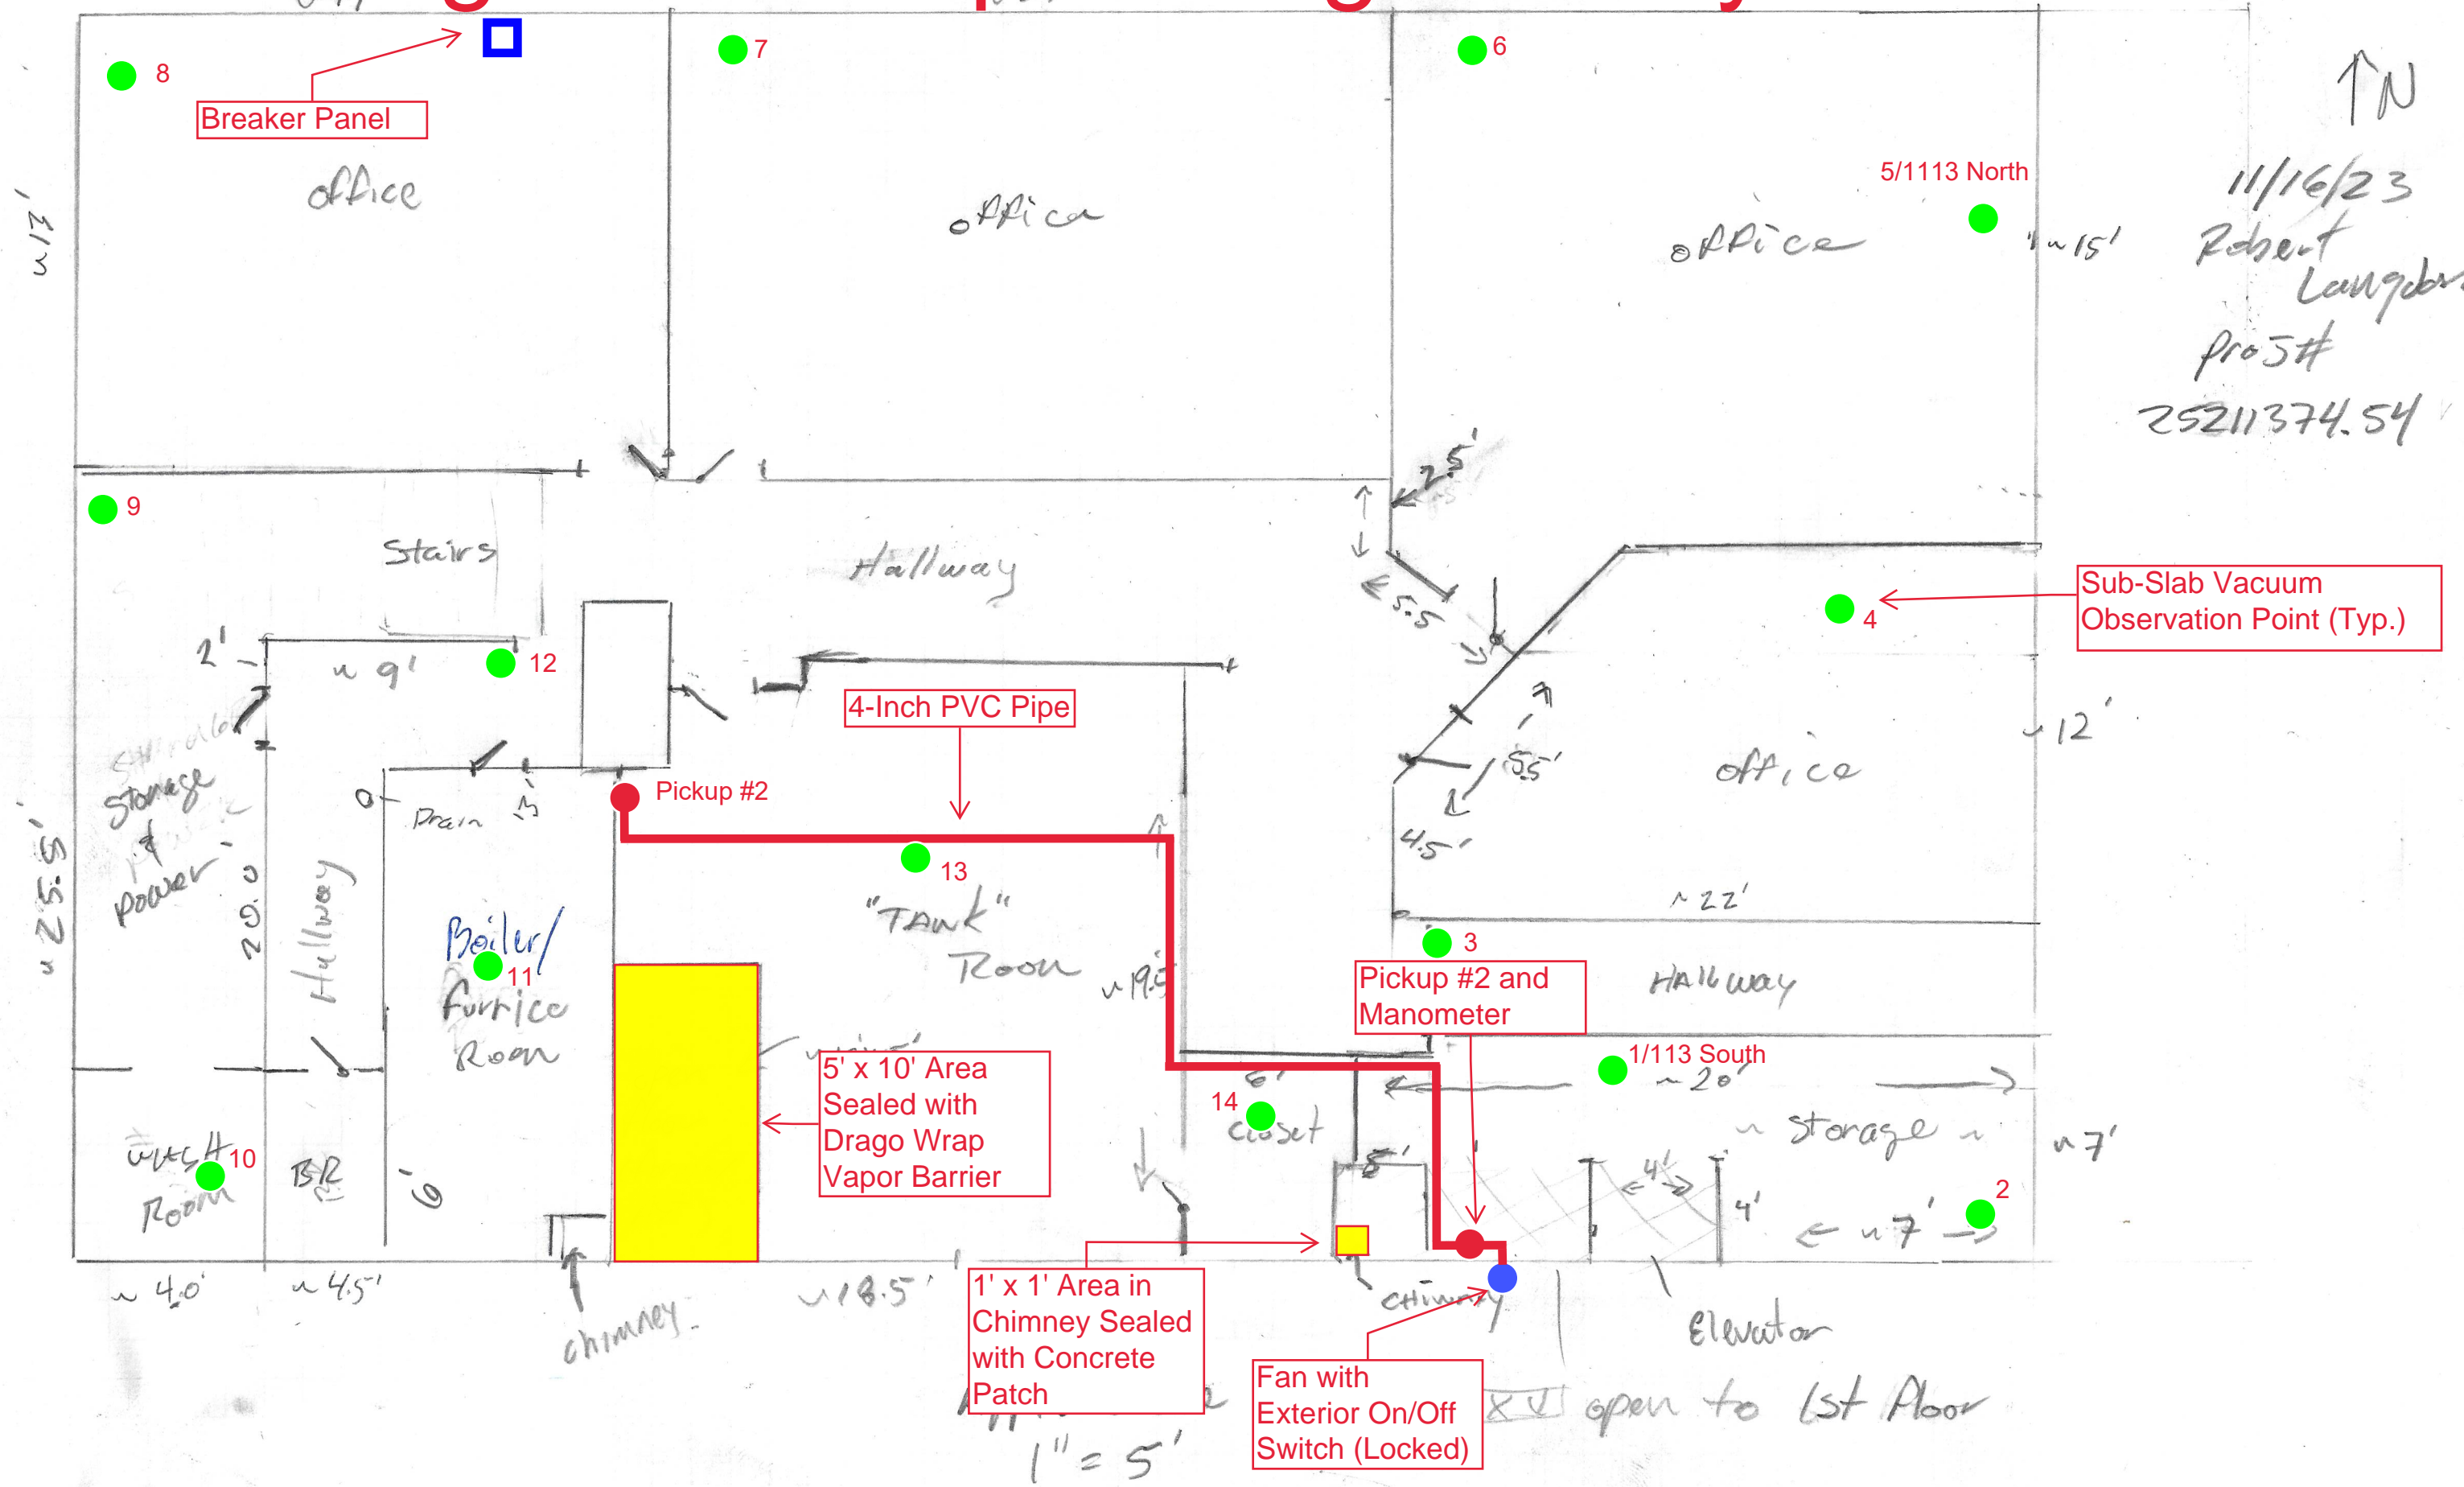 8
7
6
N
Breaker Panel
office
office
office
5/1113 North
~13'
~15'
11/16/23
Robert
Langdon
Proj#
25211374.54
9
Stairs
Hallway
2.5'
5.5
4
Sub-Slab Vacuum
Observation Point (Typ.)
2'
~9'
12
4-Inch PVC Pipe
5.5'
~12'
office
Storage
&
power
Drain
3'
Pickup #2
4.5'
~22'
~25.5'
20.0
Hallway
13
"TANK"
Room
Boiler/
11
Furnice
Room
~19.5
3
Pickup #2 and
Manometer
HAllway
5' x 10' Area
Sealed with
Drago Wrap
Vapor Barrier
6'
14
closet
1/113 South
~20'
~ Storage ~
~7'
10
Room
BR
6'
5'
4'
4'
2
~7'
~4.0'
~4.5'
chimney
~18.5'
1' x 1' Area in
Chimney Sealed
with Concrete
Patch
chimney
Elevator
Fan with
Exterior On/Off
Switch (Locked)
open to 1st floor
1" = 5'